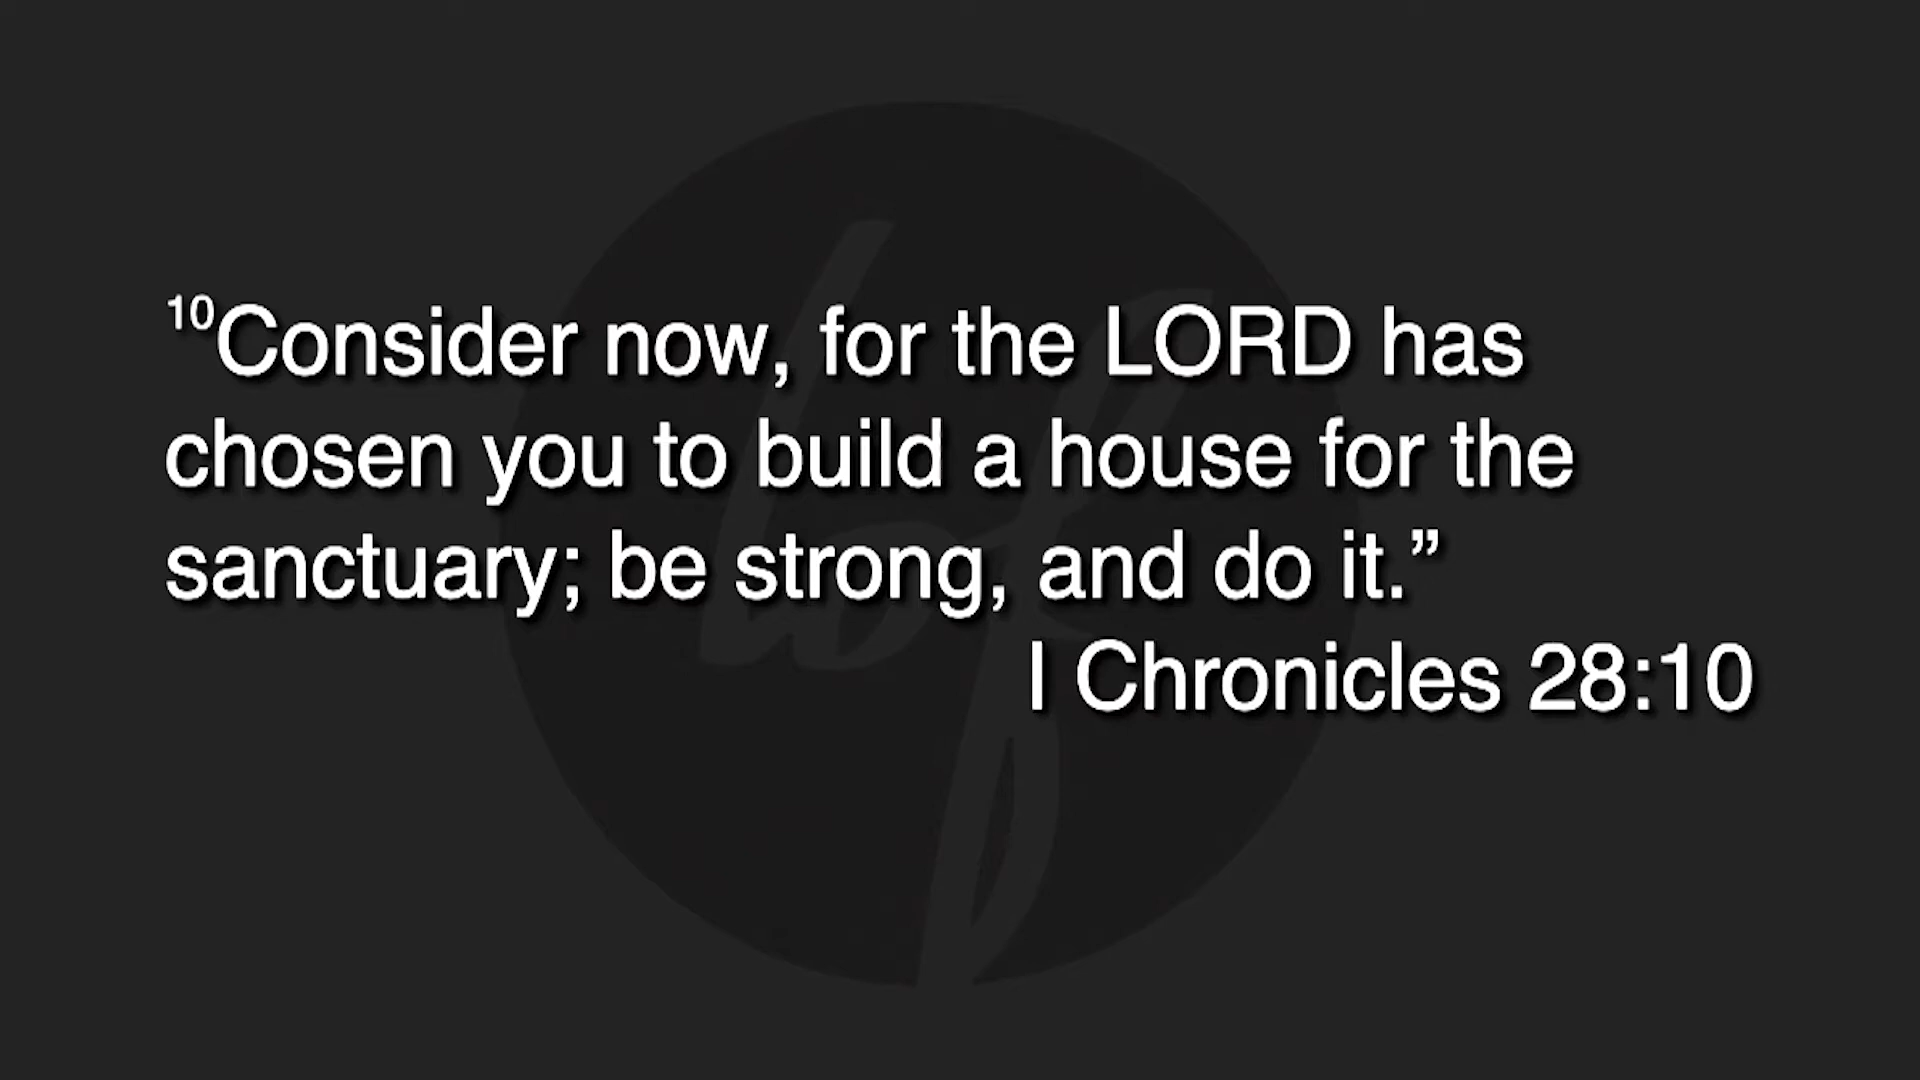 10Consider now, for the LORD has
chosen you to build a house for the
sanctuary; be strong, and do it.”
I Chronicles 28:10